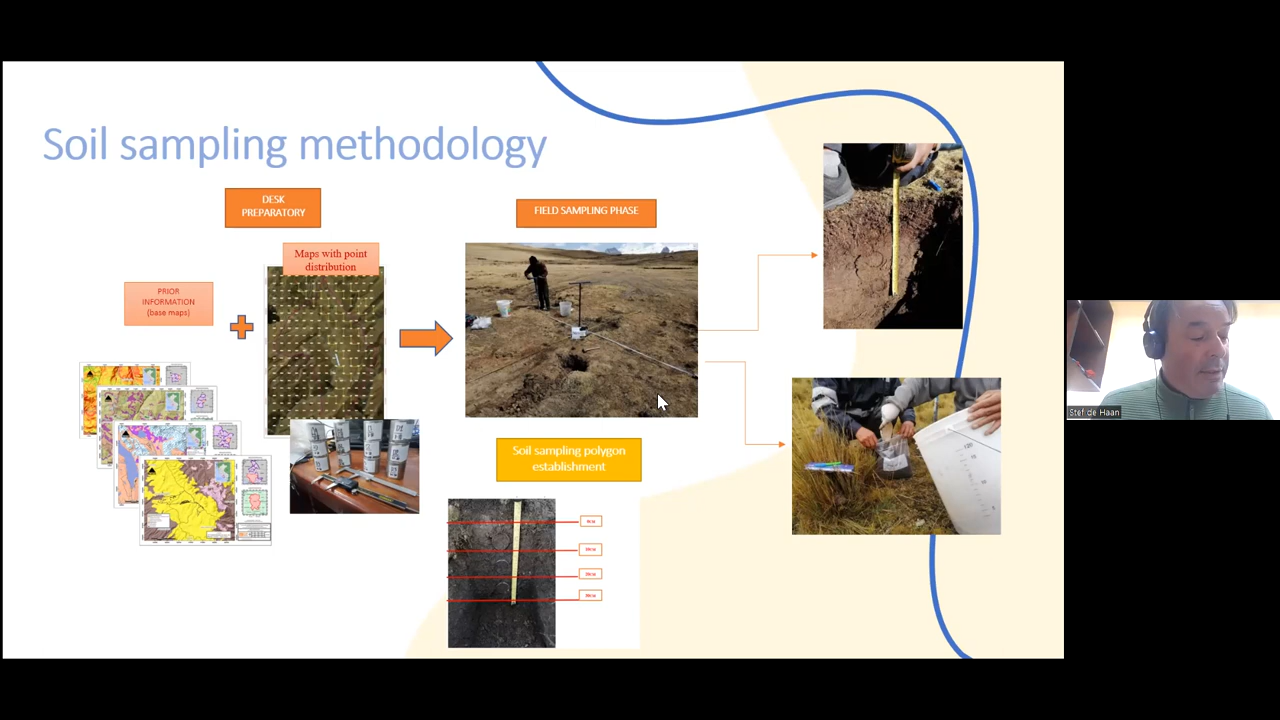 Soil sampling methodology
DESK
PREPARATORY
FIELD SAMPLING PHASE
Maps with point
distribution
PRIOR
INFORMATION
(base maps)
Soil sampling polygon
establishment
Stef de Haan